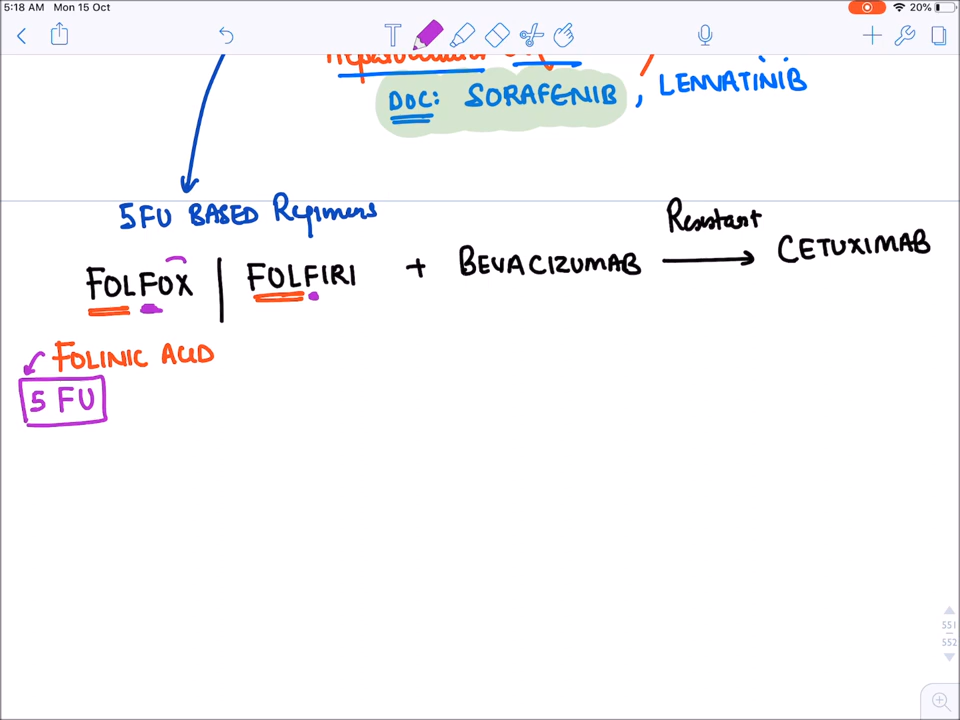 5:18 AM Mon 15 Oct
20%
T
DOC: SORAFENIB , LENVATINIB
5FU BASED Regimens
Resistant
FOLFOX | FOLFIRI + BEVACIZUMAB → CETUXIMAB
FOLINIC ACID
5 FU
551
552